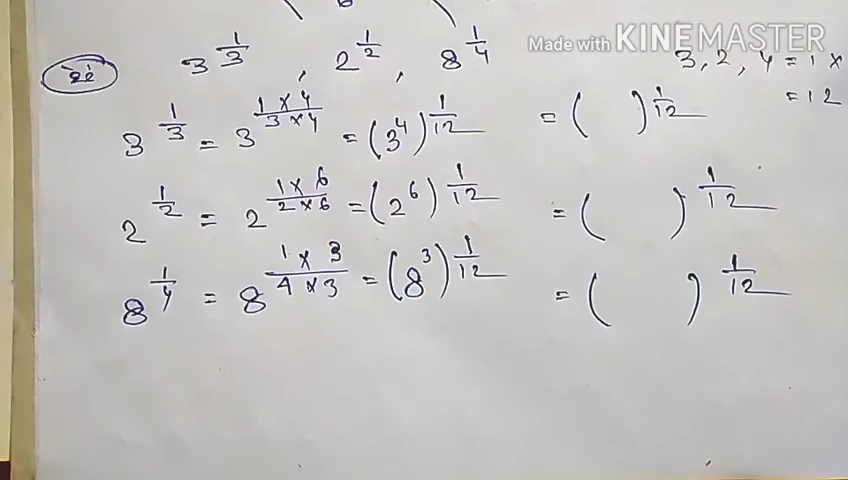 Made with KINEMASTER
3^{1/3}, 2^{1/2}, 8^{1/4} 3, 2, 4 = 1 ×
= 12
3^{1/3} = 3^{(1×4)/(3×4)} = (3^4)^{1/12} = ( )^{1/12}
2^{1/2} = 2^{(1×6)/(2×6)} = (2^6)^{1/12} = ( )^{1/12}
8^{1/4} = 8^{(1×3)/(4×3)} = (8^3)^{1/12} = ( )^{1/12}